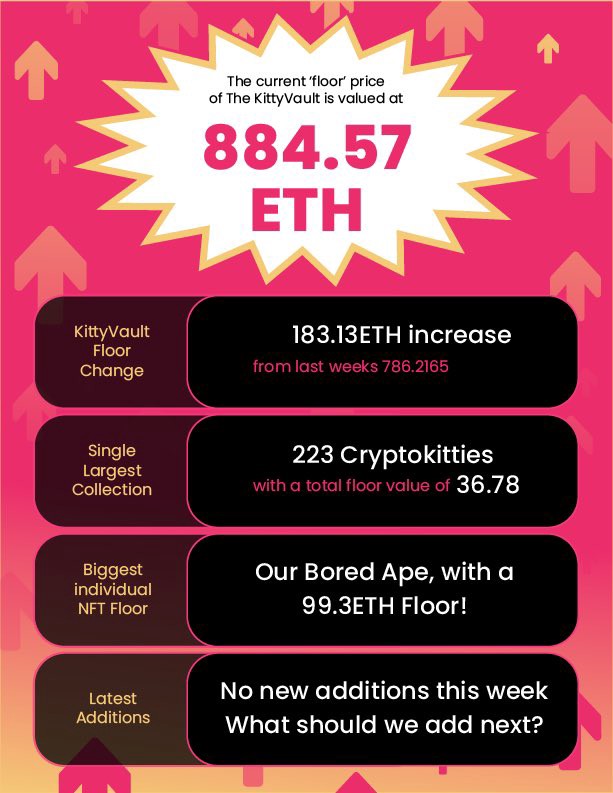 The current 'floor' price
of The KittyVault is valued at
884.57
ETH
KittyVault
Floor
Change
183.13ETH increase
from last weeks 786.2165
Single
Largest
Collection
223 Cryptokitties
with a total floor value of 36.78
Biggest
individual
NFT Floor
Our Bored Ape, with a
99.3ETH Floor!
Latest
Additions
No new additions this week
What should we add next?